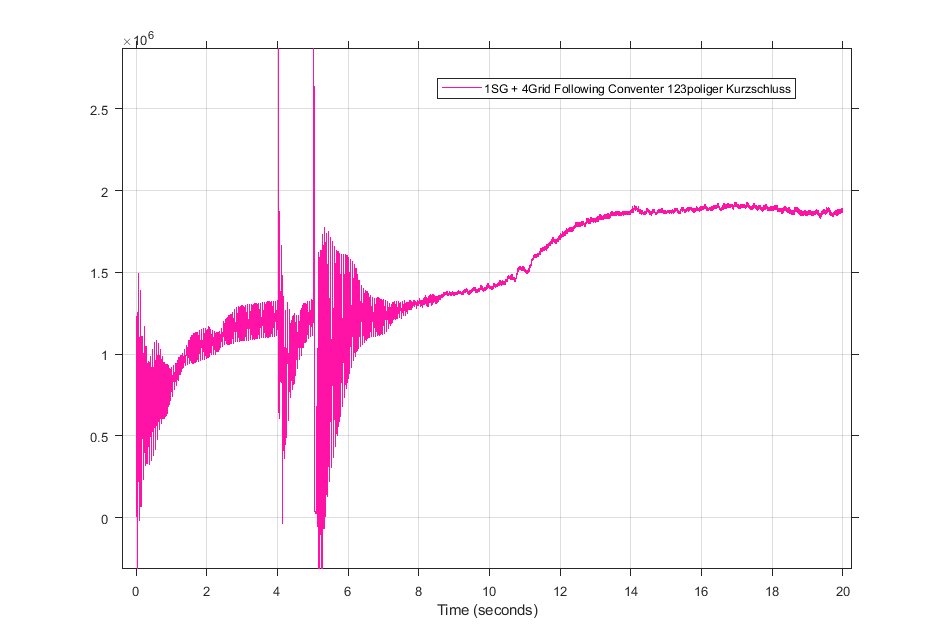 ×10^6
1SG + 4Grid Following Conventer 123poliger Kurzschluss
2.5
2
1.5
1
0.5
0
0 2 4 6 8 10 12 14 16 18 20
Time (seconds)